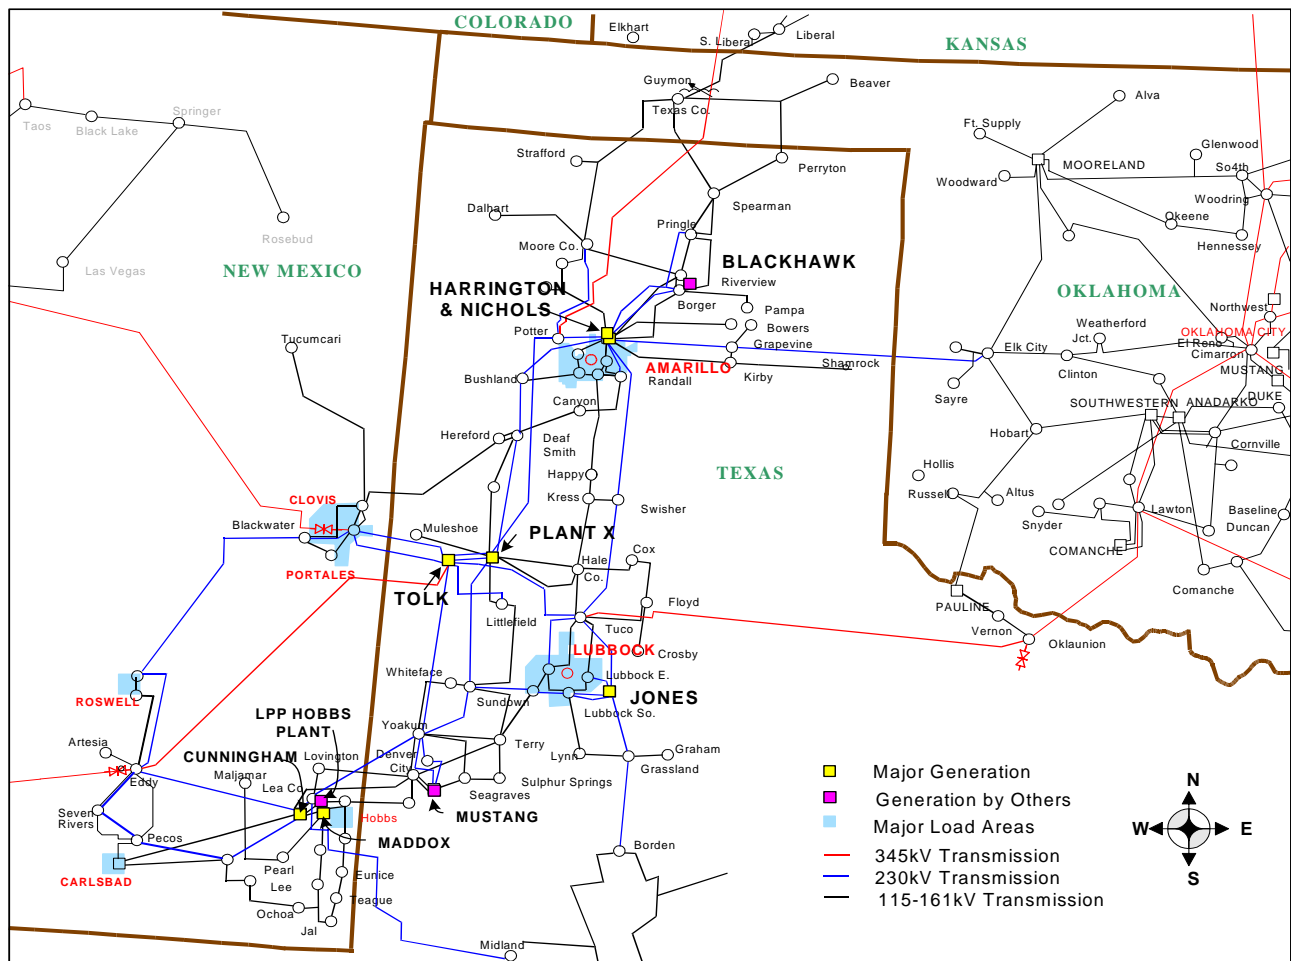 COLORADO
Elkhart
S. Liberal
Liberal
KANSAS
Guymon
Texas Co.
Beaver
Alva
Taos
Black Lake
Springer
Ft. Supply
Glenwood
Strafford
Perryton
MOORELAND
So4th
Woodward
Woodring
Dalhart
Spearman
Okeene
Rosebud
Pringle
Hennessey
Moore Co.
Las Vegas
NEW MEXICO
BLACKHAWK
Riverview
HARRINGTON
& NICHOLS
OKLAHOMA
Borger
Pampa
Northwest
Potter
Bowers
Weatherford
Jct.
OKLAHOMA CITY
Tucumcari
Grapevine
Elk City
El Reno
Cimarron
Shamrock
AMARILLO
Kirby
MUSTANG
Bushland
Randall
Clinton
Sayre
DUKE
Canyon
SOUTHWESTERN
ANADARKO
Hereford
Deaf
Smith
Hobart
Cornville
Happy
TEXAS
Hollis
CLOVIS
Kress
Russell
Altus
Swisher
Snyder
Lawton
Baseline
Duncan
Blackwater
Muleshoe
PLANT X
COMANCHE
Cox
PORTALES
Hale
Co.
TOLK
Floyd
PAULINE
Comanche
Littlefield
Tuco
Vernon
Oklaunion
LUBBOCK
Crosby
Whiteface
Lubbock E.
ROSWELL
Sundown
JONES
LPP HOBBS
PLANT
Lubbock So.
Yoakum
Artesia
CUNNINGHAM
Lovington
Denver
City
Terry
Lynn
Graham
Grassland
Eddy
Maljamar
Lea Co
Seagraves
Sulphur Springs
Major Generation
N
Generation by Others
Seven
Rivers
Hobbs
MUSTANG
Major Load Areas
W
E
Pecos
MADDOX
Borden
345kV Transmission
CARLSBAD
Pearl
Eunice
230kV Transmission
S
Lee
Teague
115-161kV Transmission
Ochoa
Jal
Midland